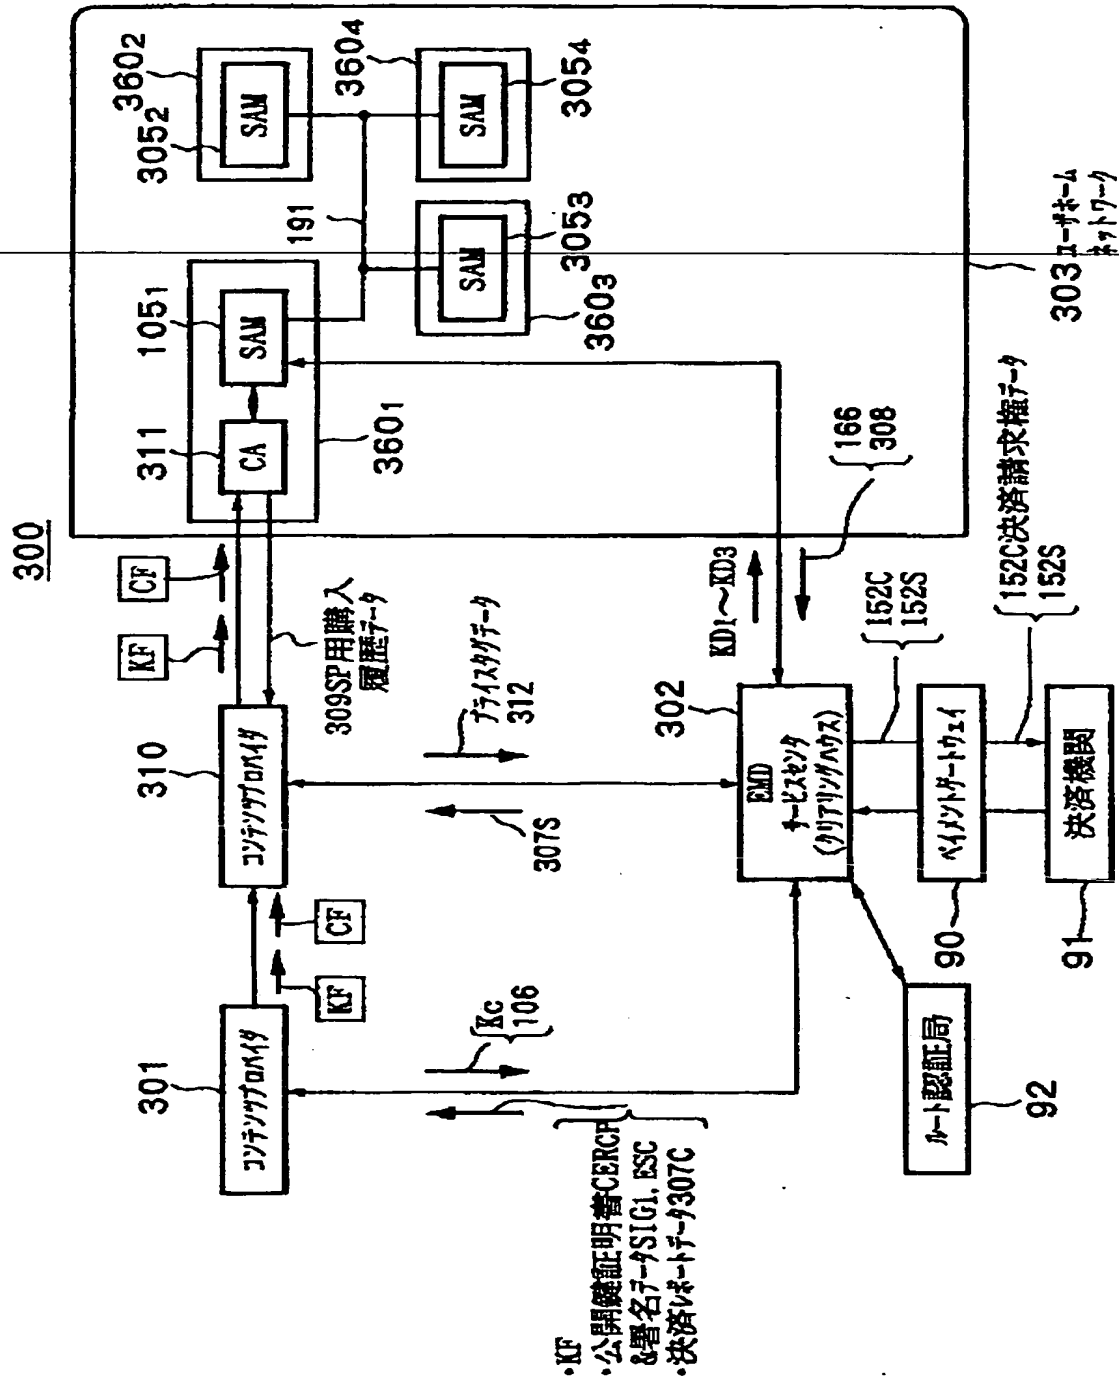 300
301
コンテンツプロバイダ
KF
CF
310
コンテンツプロバイダ
KF
CF
309SP用購入
履歴データ
311
CA
105₁
SAM
360₁
191
305₂
360₂
SAM
360₄
SAM
305₄
SAM
305₃
360₃
303
ユーザホーム
ネットワーク
Kc
106
・KF
・公開鍵証明書CERCP
&署名データSIG1,ESC
・決済レポートデータ307C
プライスタグデータ
312
307S
KD1〜KD3
166
308
302
EMD
サービスセンタ
(クリアリングハウス)
152C
152S
90
ペイメントゲートウェイ
152C決済請求権データ
152S
91
決済機関
ルート認証局
92